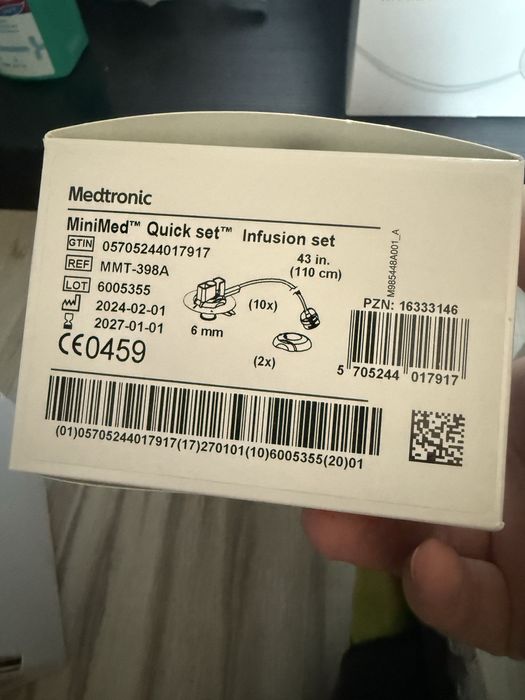 Medtronic
MiniMed™ Quick set™ Infusion set
GTIN 05705244017917
REF MMT-398A
LOT 6005355
2024-02-01
2027-01-01
CE0459
43 in.
(110 cm)
(10x)
6 mm
(2x)
M985448A001_A
PZN: 16333146
5 705244 017917
(01)05705244017917(17)270101(10)6005355(20)01